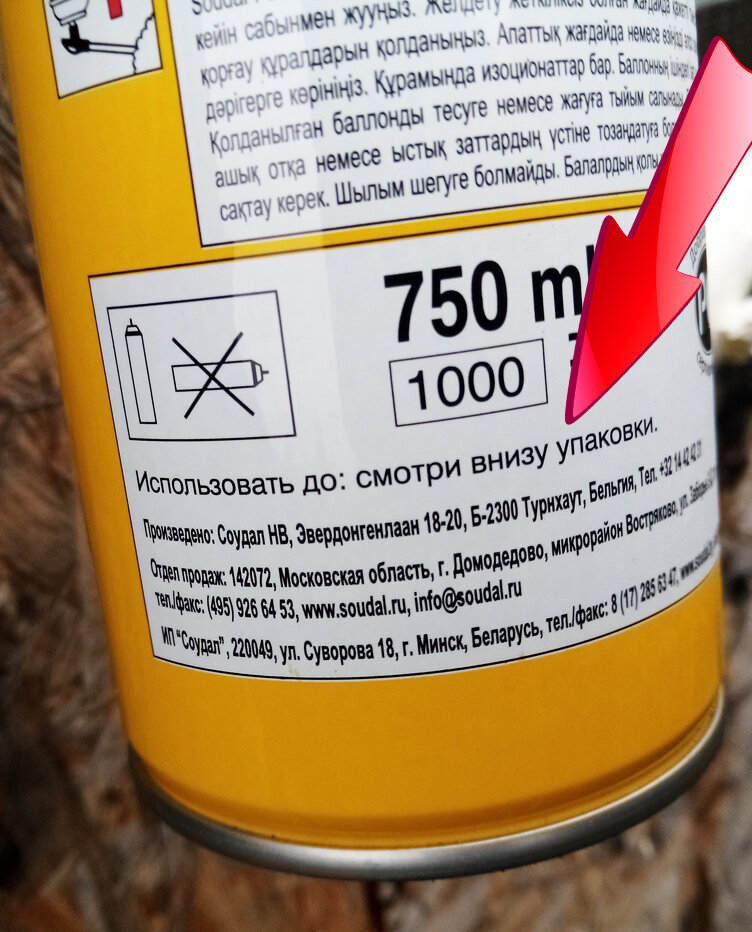 кейін сабынмен жууңыз. Желдету жеткіліксіз болған жағдайда
қорғау құралдарын қолданыңыз. Апаттық жағдайда немесе өзіңізді
дәрігерге көрініңіз. Құрамында изоционаттар бар. Баллонның
Қолданылған баллонды тесуге немесе жағуға тыйым салынады.
ашық отқа немесе ыстық заттардың үстіне тозаңдатуға
сақтау керек. Шылым шегуге болмайды. Балалрдың
750 ml
1000
Использовать до: смотри внизу упаковки.
Произведено: Соудал НВ, Эвердонгенлаан 18-20, Б-2300 Турнхаут, Бельгия, Тел. +32 14 42 42 31
Отдел продаж: 142072, Московская область, г. Домодедово, микрорайон Востряково, ул.
тел./факс: (495) 926 64 53, www.soudal.ru, info@soudal.ru
ИП "Соудал", 220049, ул. Суворова 18, г. Минск, Беларусь, тел./факс: 8 (17) 285 63 47,